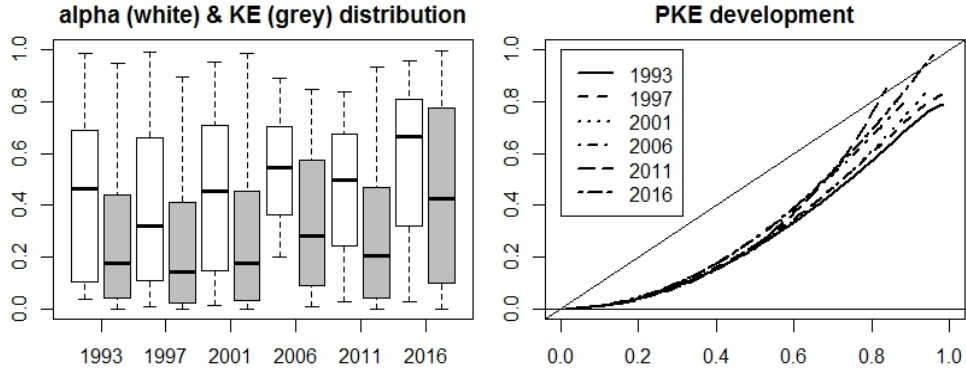 alpha (white) & KE (grey) distribution
0.0 0.2 0.4 0.6 0.8 1.0
1993 1997 2001 2006 2011 2016
PKE development
0.0 0.2 0.4 0.6 0.8 1.0
1993
1997
2001
2006
2011
2016
0.0 0.2 0.4 0.6 0.8 1.0